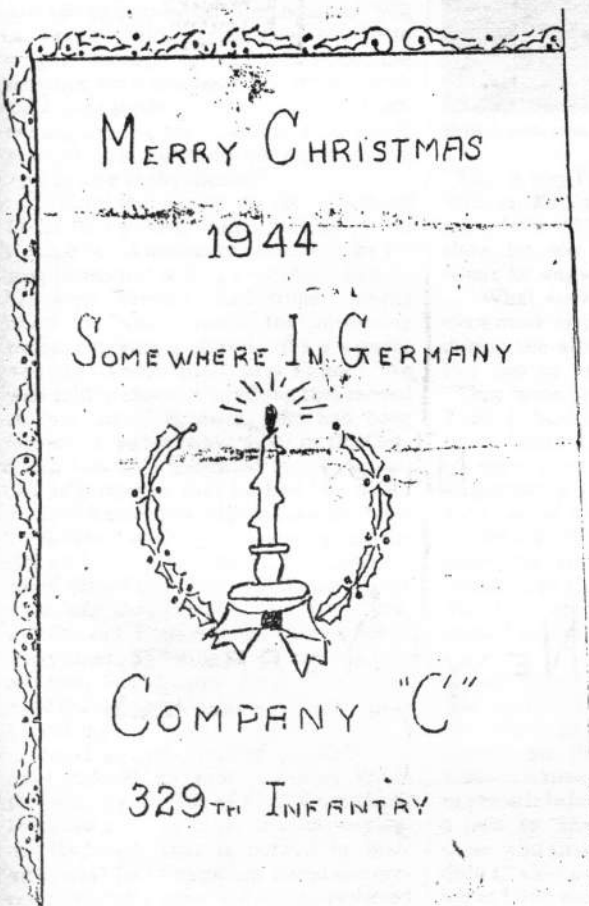 MERRY CHRISTMAS
1944
SOMEWHERE IN GERMANY
COMPANY "C"
329TH INFANTRY